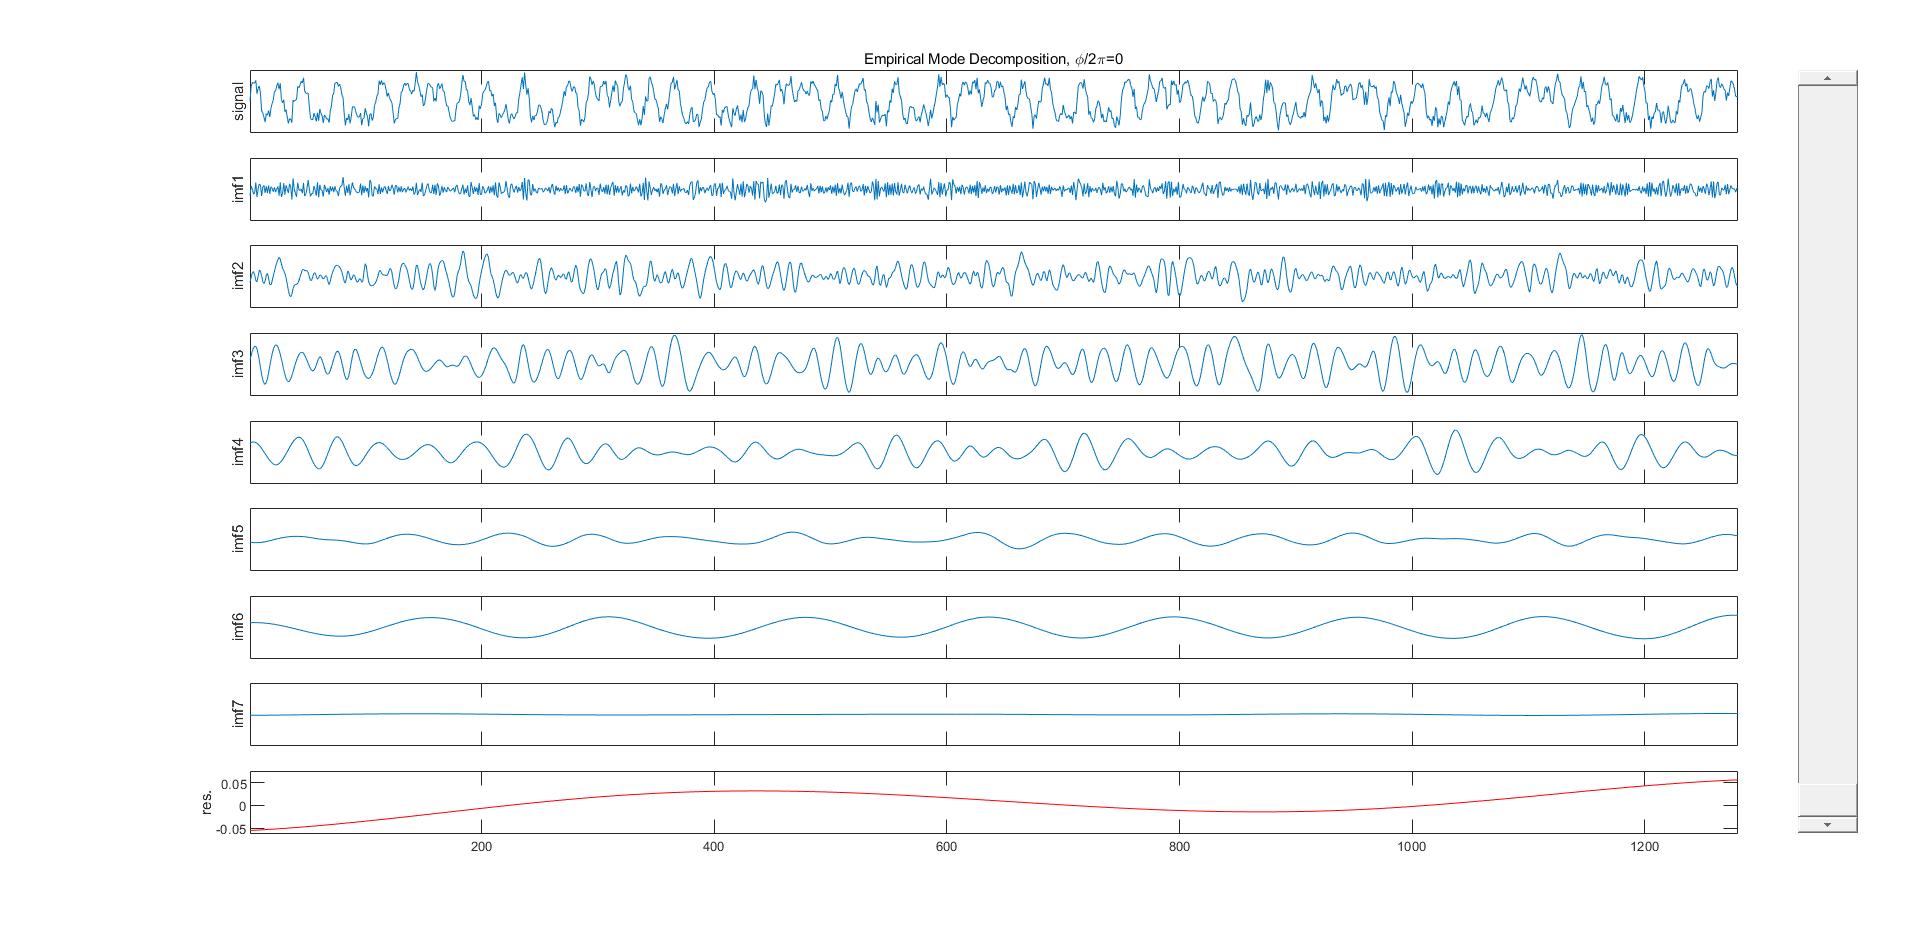 Empirical Mode Decomposition, ϕ/2π=0
signal
imf1
imf2
imf3
imf4
imf5
imf6
imf7
res.
0.05
0
-0.05
200 400 600 800 1000 1200